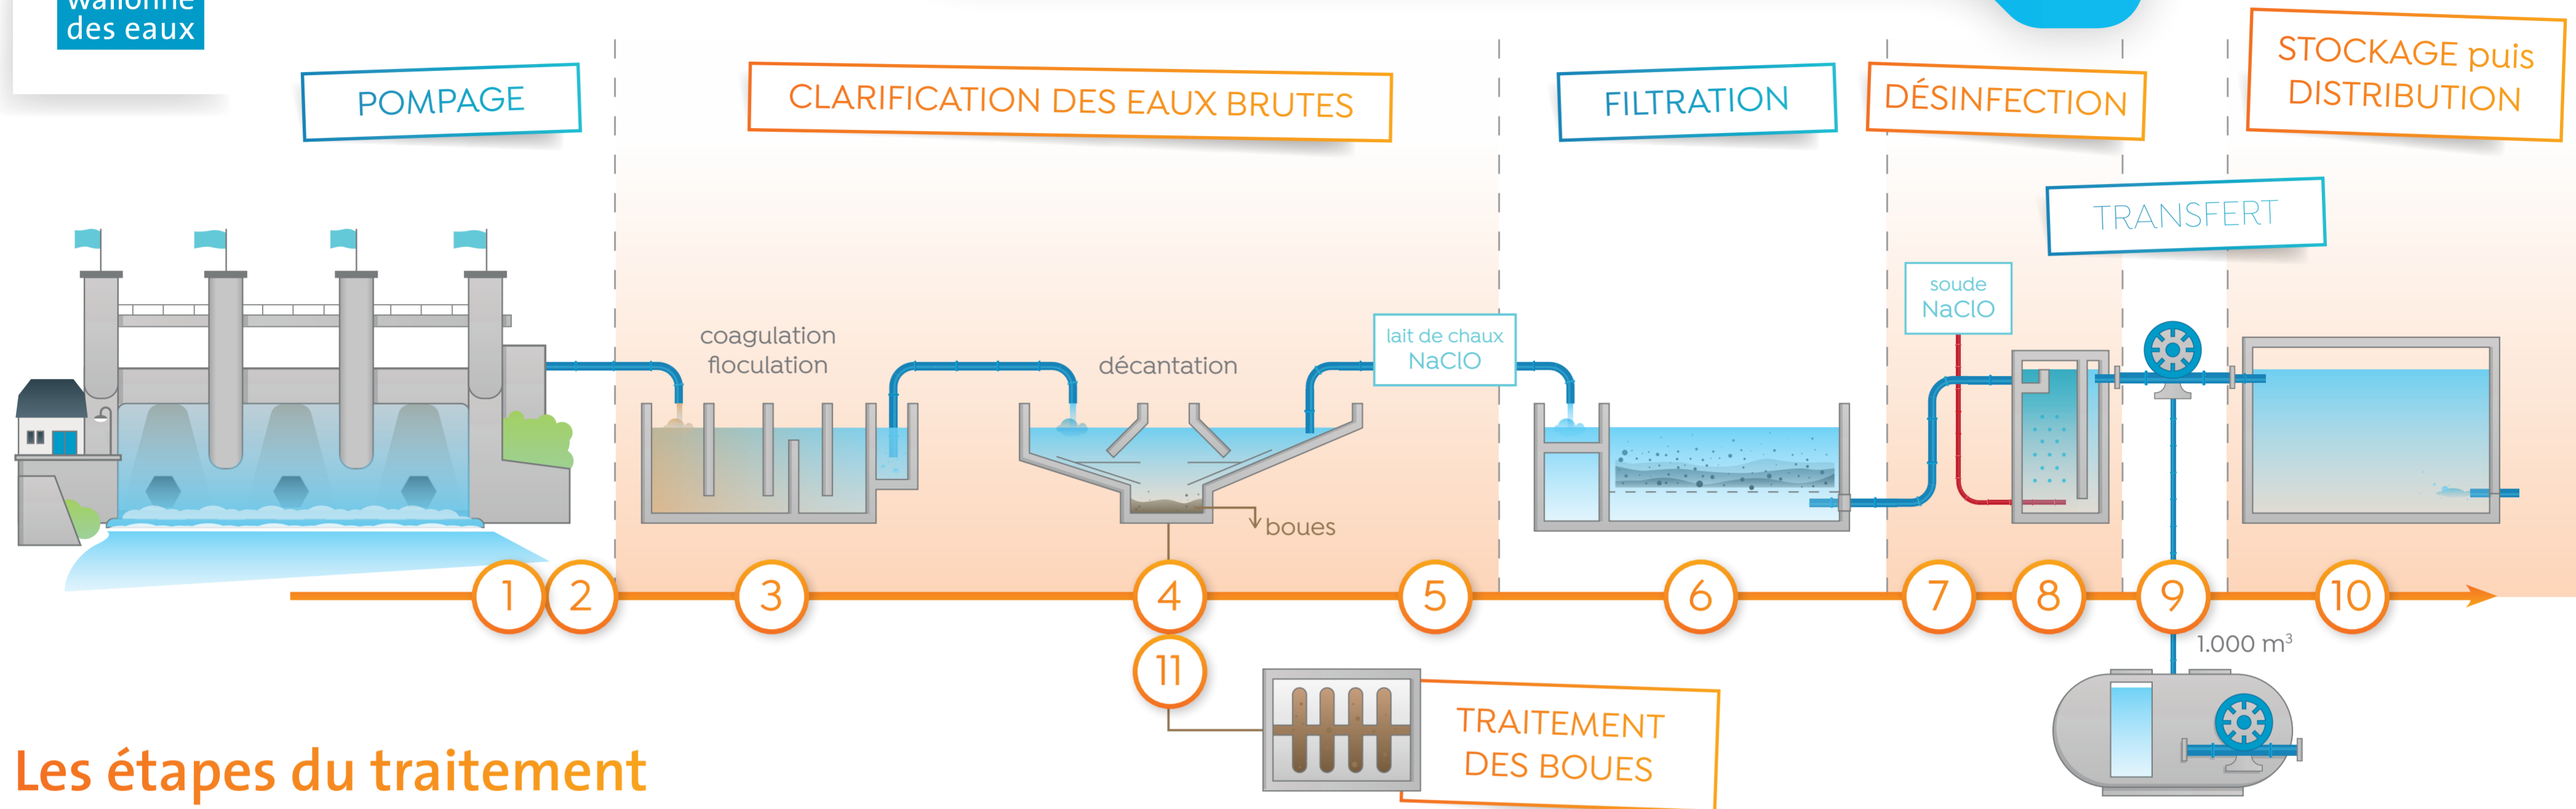 wallonne
des eaux
POMPAGE
CLARIFICATION DES EAUX BRUTES
FILTRATION
DÉSINFECTION
STOCKAGE puis
DISTRIBUTION
TRANSFERT
soude
NaClO
coagulation
floculation
décantation
lait de chaux
NaClO
boues
1
2
3
4
5
6
7
8
9
10
11
1.000 m³
TRAITEMENT
DES BOUES
Les étapes du traitement